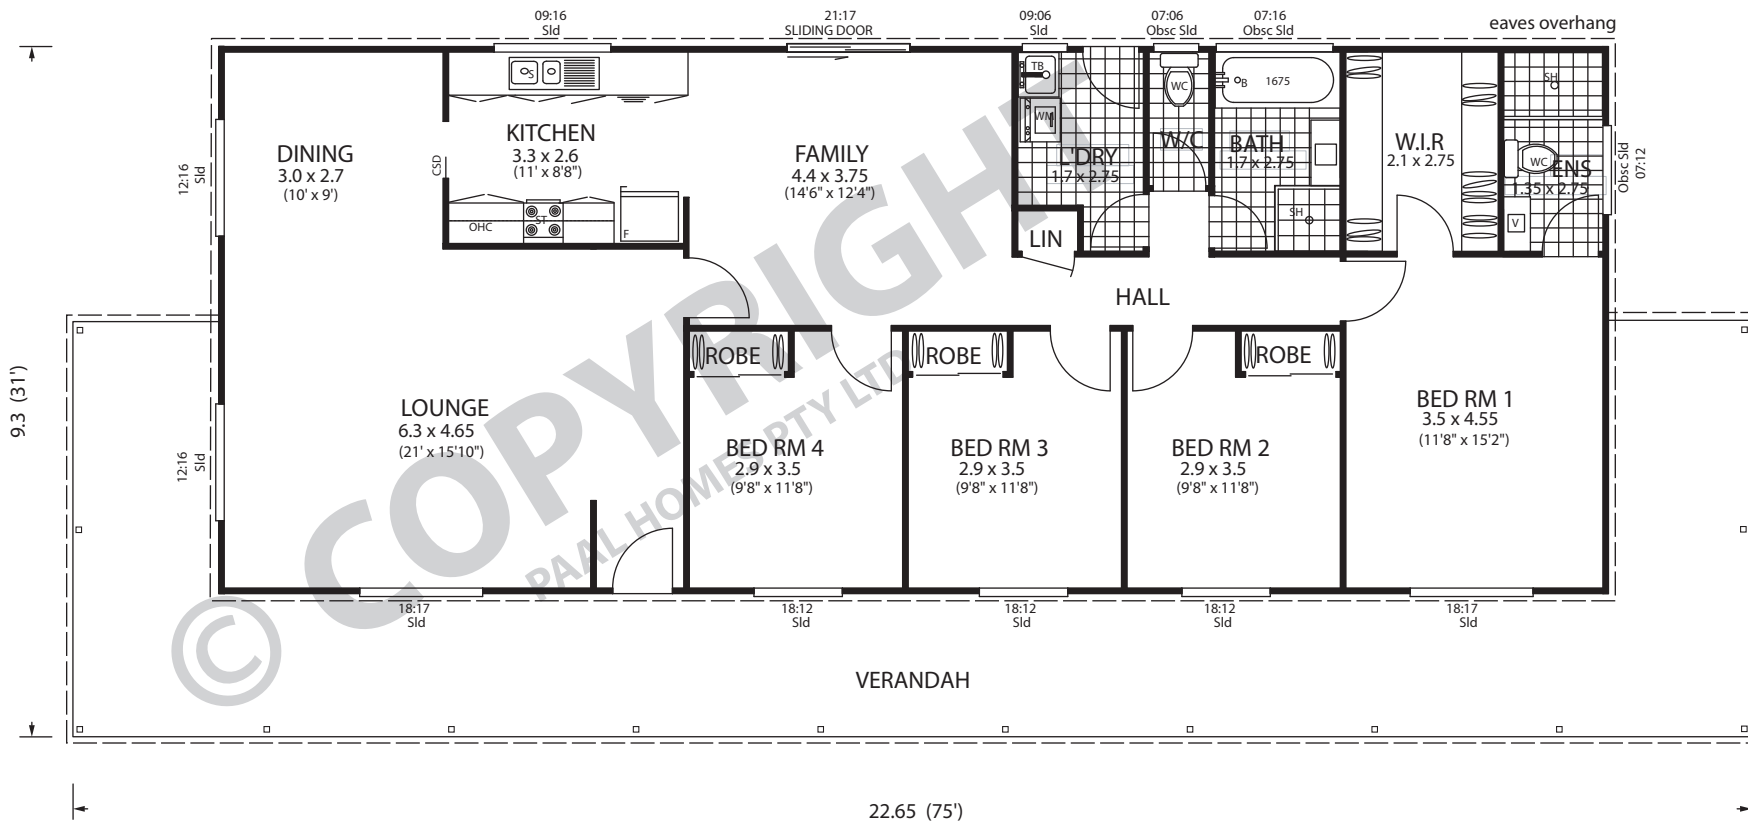 09:16
Sld
21:17
SLIDING DOOR
09:06
Sld
07:06
Obsc Sld
07:16
Obsc Sld
eaves overhang
S
TB
WM
WC
B
1675
SH
KITCHEN
3.3 x 2.6
(11' x 8'8")
DINING
3.0 x 2.7
(10' x 9')
12:16
Sld
CSD
FAMILY
4.4 x 3.75
(14'6" x 12'4")
L'DRY
1.7 x 2.75
W/C
BATH
1.7 x 2.75
W.I.R
2.1 x 2.75
WC
ENS
1.35 x 2.75
Obsc Sld
07:12
OHC
ST
F
LIN
SH
V
HALL
ROBE
ROBE
ROBE
9.3 (31')
LOUNGE
6.3 x 4.65
(21' x 15'10")
12:16
Sld
BED RM 4
2.9 x 3.5
(9'8" x 11'8")
BED RM 3
2.9 x 3.5
(9'8" x 11'8")
BED RM 2
2.9 x 3.5
(9'8" x 11'8")
BED RM 1
3.5 x 4.55
(11'8" x 15'2")
© COPYRIGHT
PAAL HOMES PTY LTD
18:17
Sld
18:12
Sld
18:12
Sld
18:12
Sld
18:17
Sld
VERANDAH
22.65 (75')